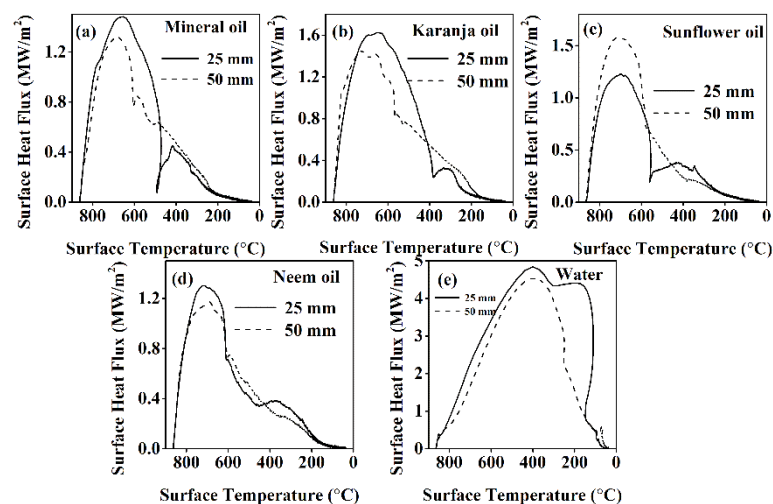 (a) Mineral oil
25 mm
50 mm
Surface Heat Flux (MW/m²)
1.2
0.8
0.4
0.0
800 600 400 200 0
Surface Temperature (°C)
(b) Karanja oil
25 mm
50 mm
Surface Heat Flux (MW/m²)
1.6
1.2
0.8
0.4
0.0
800 600 400 200 0
Surface Temperature (°C)
(c) Sunflower oil
25 mm
50 mm
Surface Heat Flux (MW/m²)
1.5
1.0
0.5
0.0
800 600 400 200 0
Surface Temperature (°C)
(d) Neem oil
25 mm
50 mm
Surface Heat Flux (MW/m²)
1.2
0.8
0.4
0.0
800 600 400 200 0
Surface Temperature (°C)
(e) Water
25 mm
50 mm
Surface Heat Flux (MW/m²)
5
4
3
2
1
0
800 600 400 200 0
Surface Temperature (°C)